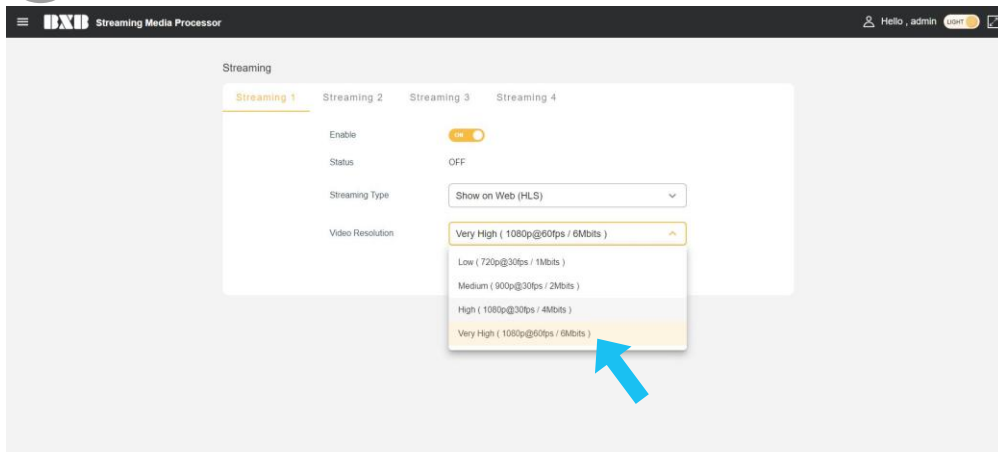 BXB Streaming Media Processor
Hello , admin LIGHT
Streaming
Streaming 1 Streaming 2 Streaming 3 Streaming 4
Enable ON
Status OFF
Streaming Type Show on Web (HLS)
Video Resolution Very High ( 1080p@60fps / 6Mbits )
Low ( 720p@30fps / 1Mbits )
Medium ( 900p@30fps / 2Mbits )
High ( 1080p@30fps / 4Mbits )
Very High ( 1080p@60fps / 6Mbits )